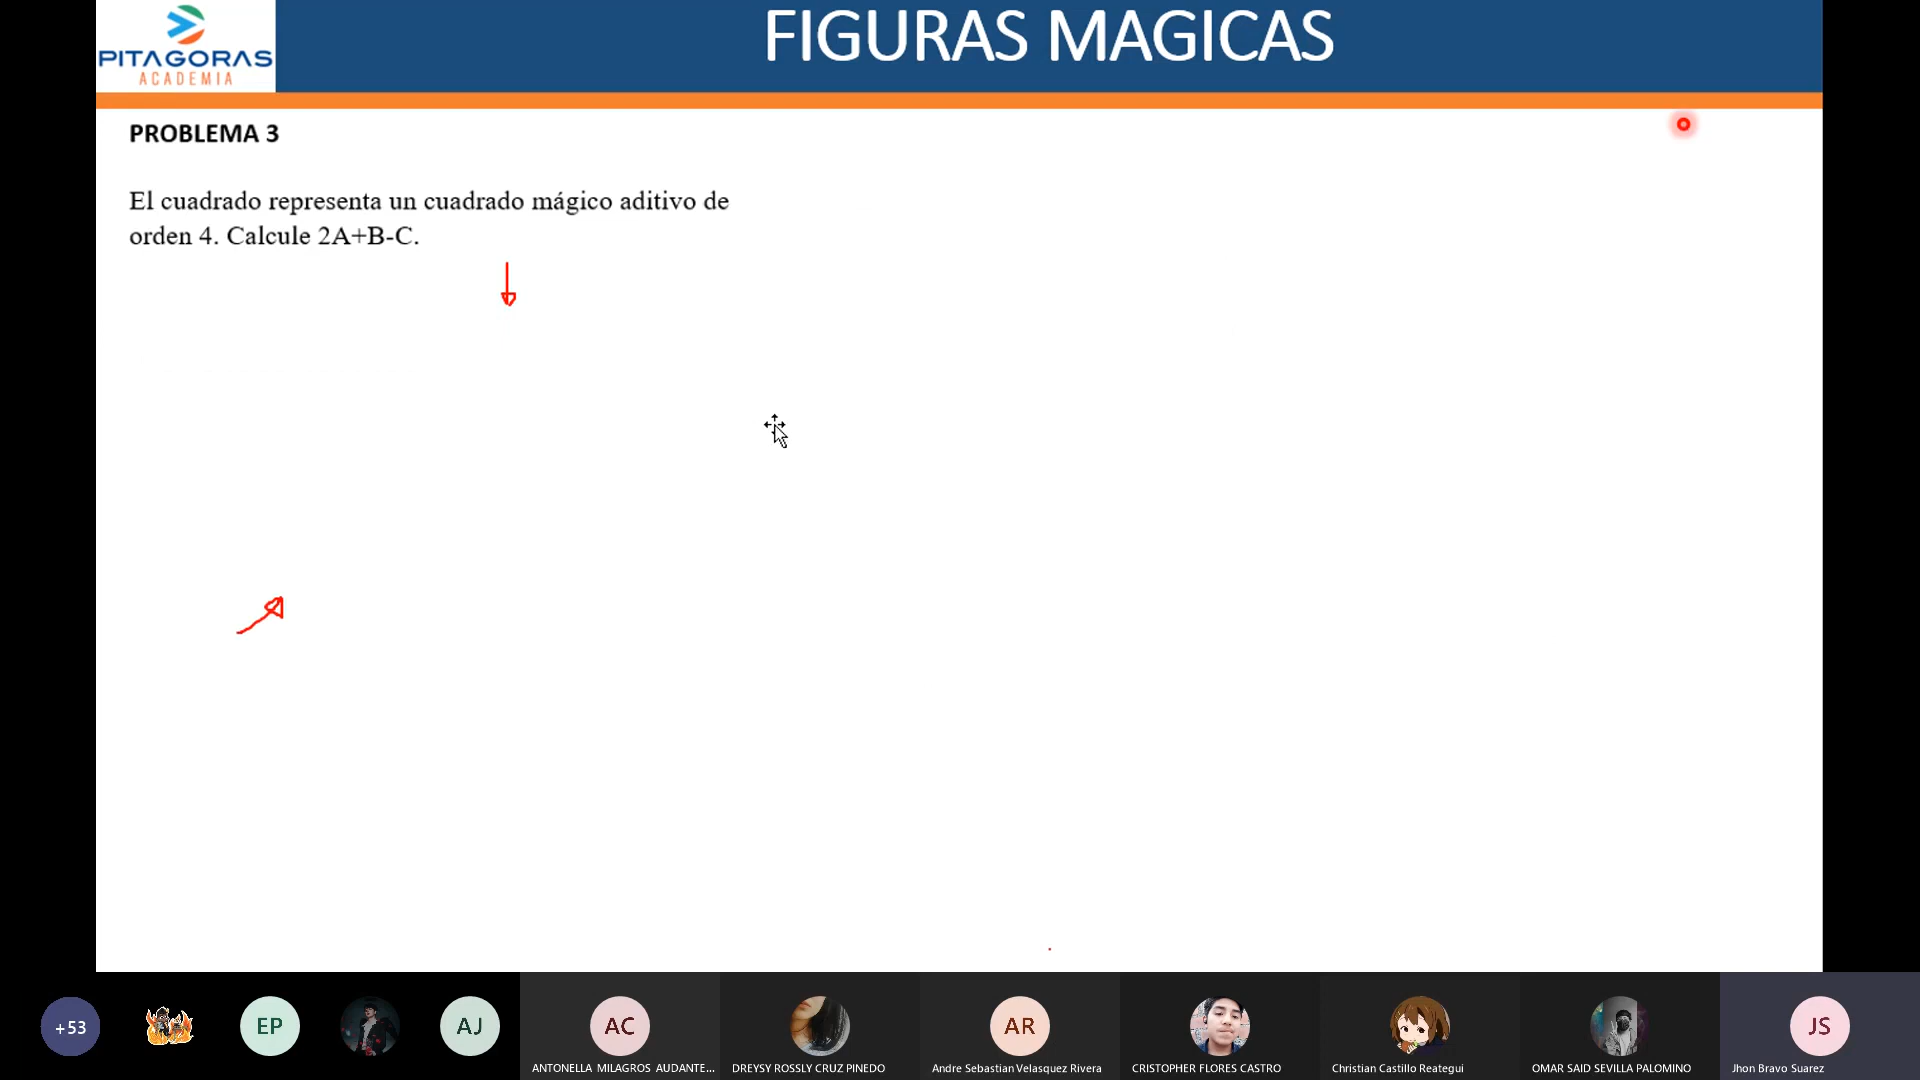 PITAGORAS
ACADEMIA
FIGURAS MAGICAS
PROBLEMA 3
El cuadrado representa un cuadrado mágico aditivo de
orden 4. Calcule 2A+B-C.
+53
EP
AJ
AC
AR
JS
ANTONELLA MILAGROS AUDANTE...
DREYSY ROSSLY CRUZ PINEDO
Andre Sebastian Velasquez Rivera
CRISTOPHER FLORES CASTRO
Christian Castillo Reategui
OMAR SAID SEVILLA PALOMINO
Jhon Bravo Suarez